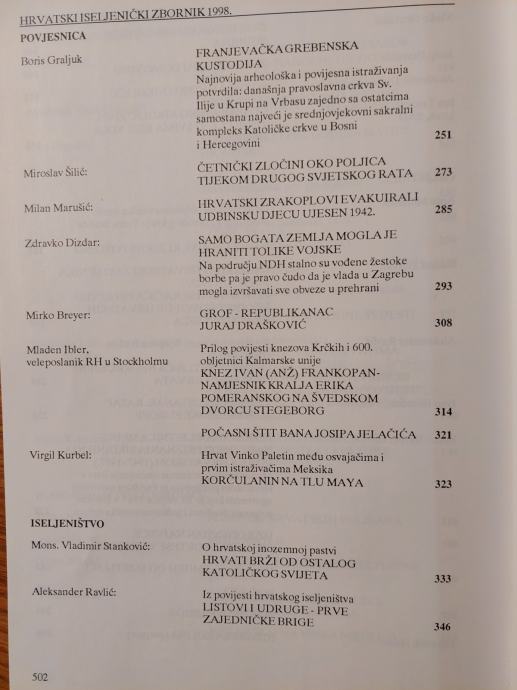 HRVATSKI ISELJENIČKI ZBORNIK 1998.
POVJESNICA
Boris Graljuk
FRANJEVAČKA GREBENSKA
KUSTODIJA
Najnovija arheološka i povijesna istraživanja
potvrdila: današnja pravoslavna crkva Sv.
Ilije u Krupi na Vrbasu zajedno sa ostatcima
samostana najveći je srednjovjekovni sakralni
kompleks Katoličke crkve u Bosni
i Hercegovini 251
Miroslav Šilić:
ČETNIČKI ZLOČINI OKO POLJICA
TIJEKOM DRUGOG SVJETSKOG RATA 273
Milan Marušić:
HRVATSKI ZRAKOPLOVI EVAKUIRALI
UDBINSKU DJECU UJESEN 1942. 285
Zdravko Dizdar:
SAMO BOGATA ZEMLJA MOGLA JE
HRANITI TOLIKE VOJSKE
Na području NDH stalno su vođene žestoke
borbe pa je pravo čudo da je vlada u Zagrebu
mogla izvršavati sve obveze u prehrani 293
Mirko Breyer:
GROF - REPUBLIKANAC
JURAJ DRAŠKOVIĆ 308
Mladen Ibler,
veleposlanik RH u Stockholmu
Prilog povijesti knezova Krčkih i 600.
obljetnici Kalmarske unije
KNEZ IVAN (ANŽ) FRANKOPAN-
NAMJESNIK KRALJA ERIKA
POMERANSKOG NA ŠVEDSKOM
DVORCU STEGEBORG 314
POČASNI ŠTIT BANA JOSIPA JELAČIĆA 321
Virgil Kurbel:
Hrvat Vinko Paletin među osvajačima i
prvim istraživačima Meksika
KORČULANIN NA TLU MAYA 323
ISELJENIŠTVO
Mons. Vladimir Stanković:
O hrvatskoj inozemnoj pastvi
HRVATI BRŽI OD OSTALOG
KATOLIČKOG SVIJETA 333
Aleksander Ravlić:
Iz povijesti hrvatskog iseljeništva
LISTOVI I UDRUGE - PRVE
ZAJEDNIČKE BRIGE 346
502